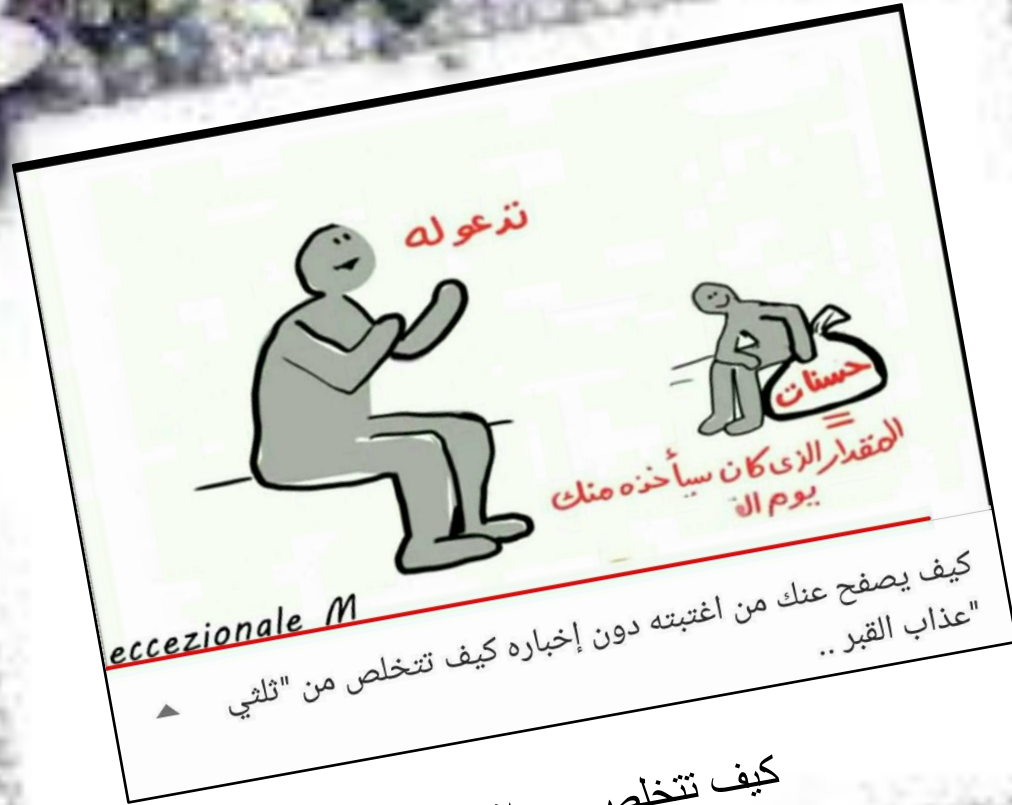 تدعو له
حسنات
=
المقدار الذى كان سيأخذه منك
يوم الق
eccezionale M
كيف يصفح عنك من اغتبته دون إخباره كيف تتخلص من "ثلثي
عذاب القبر ..
كيف تتخلص